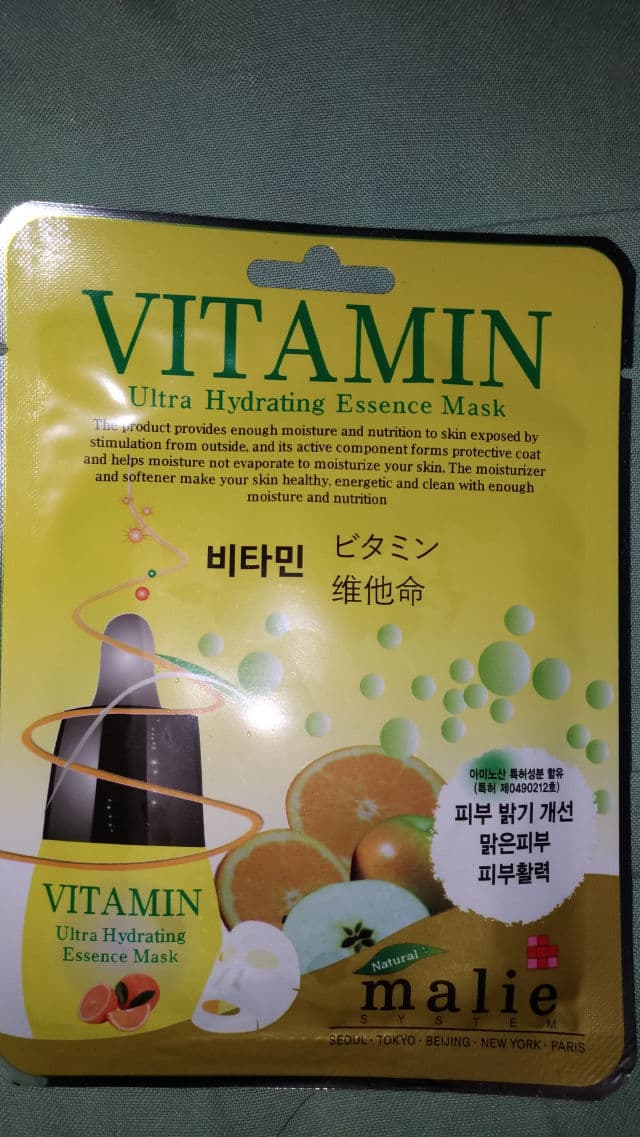 VITAMIN
Ultra Hydrating Essence Mask
The product provides enough moisture and nutrition to skin exposed by
stimulation from outside, and its active component forms protective coat
and helps moisture not evaporate to moisturize your skin, The moisturizer
and softener make your skin healthy, energetic and clean with enough
moisture and nutrition
비타민
ビタミン
维他命
아미노산 특허성분 함유
(특허 제0490212호)
피부 밝기 개선
맑은피부
피부활력
VITAMIN
Ultra Hydrating
Essence Mask
Natural
malie
SYSTEM
SEOUL · TOKYO · BEIJING · NEW YORK · PARIS